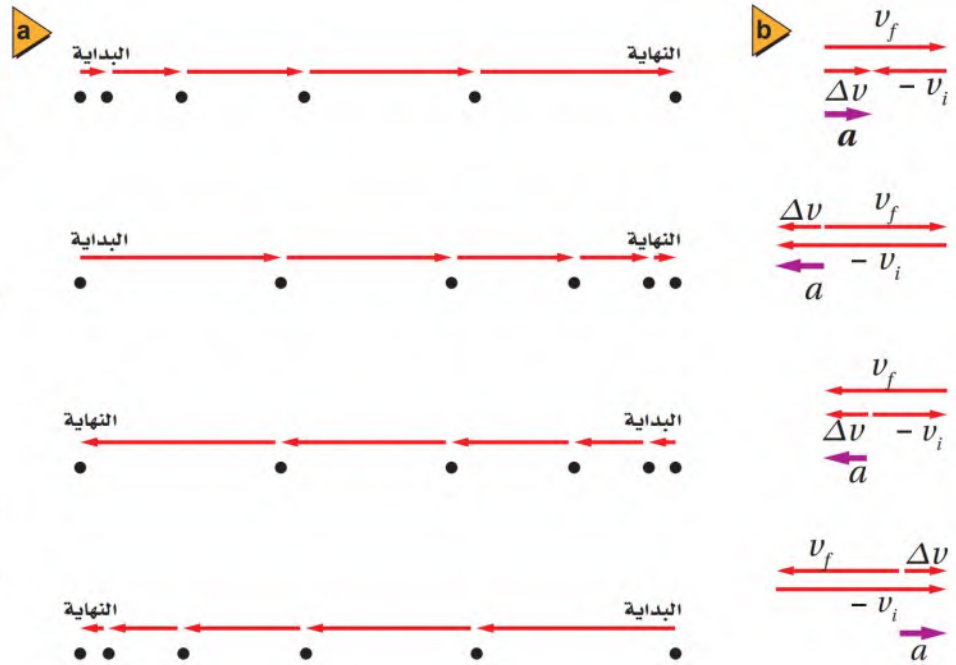 a
البداية النهاية
البداية النهاية
النهاية البداية
النهاية البداية
b
v_f
Δv − v_i
a
Δv v_f
− v_i
a
v_f
Δv − v_i
a
v_f Δv
− v_i
a